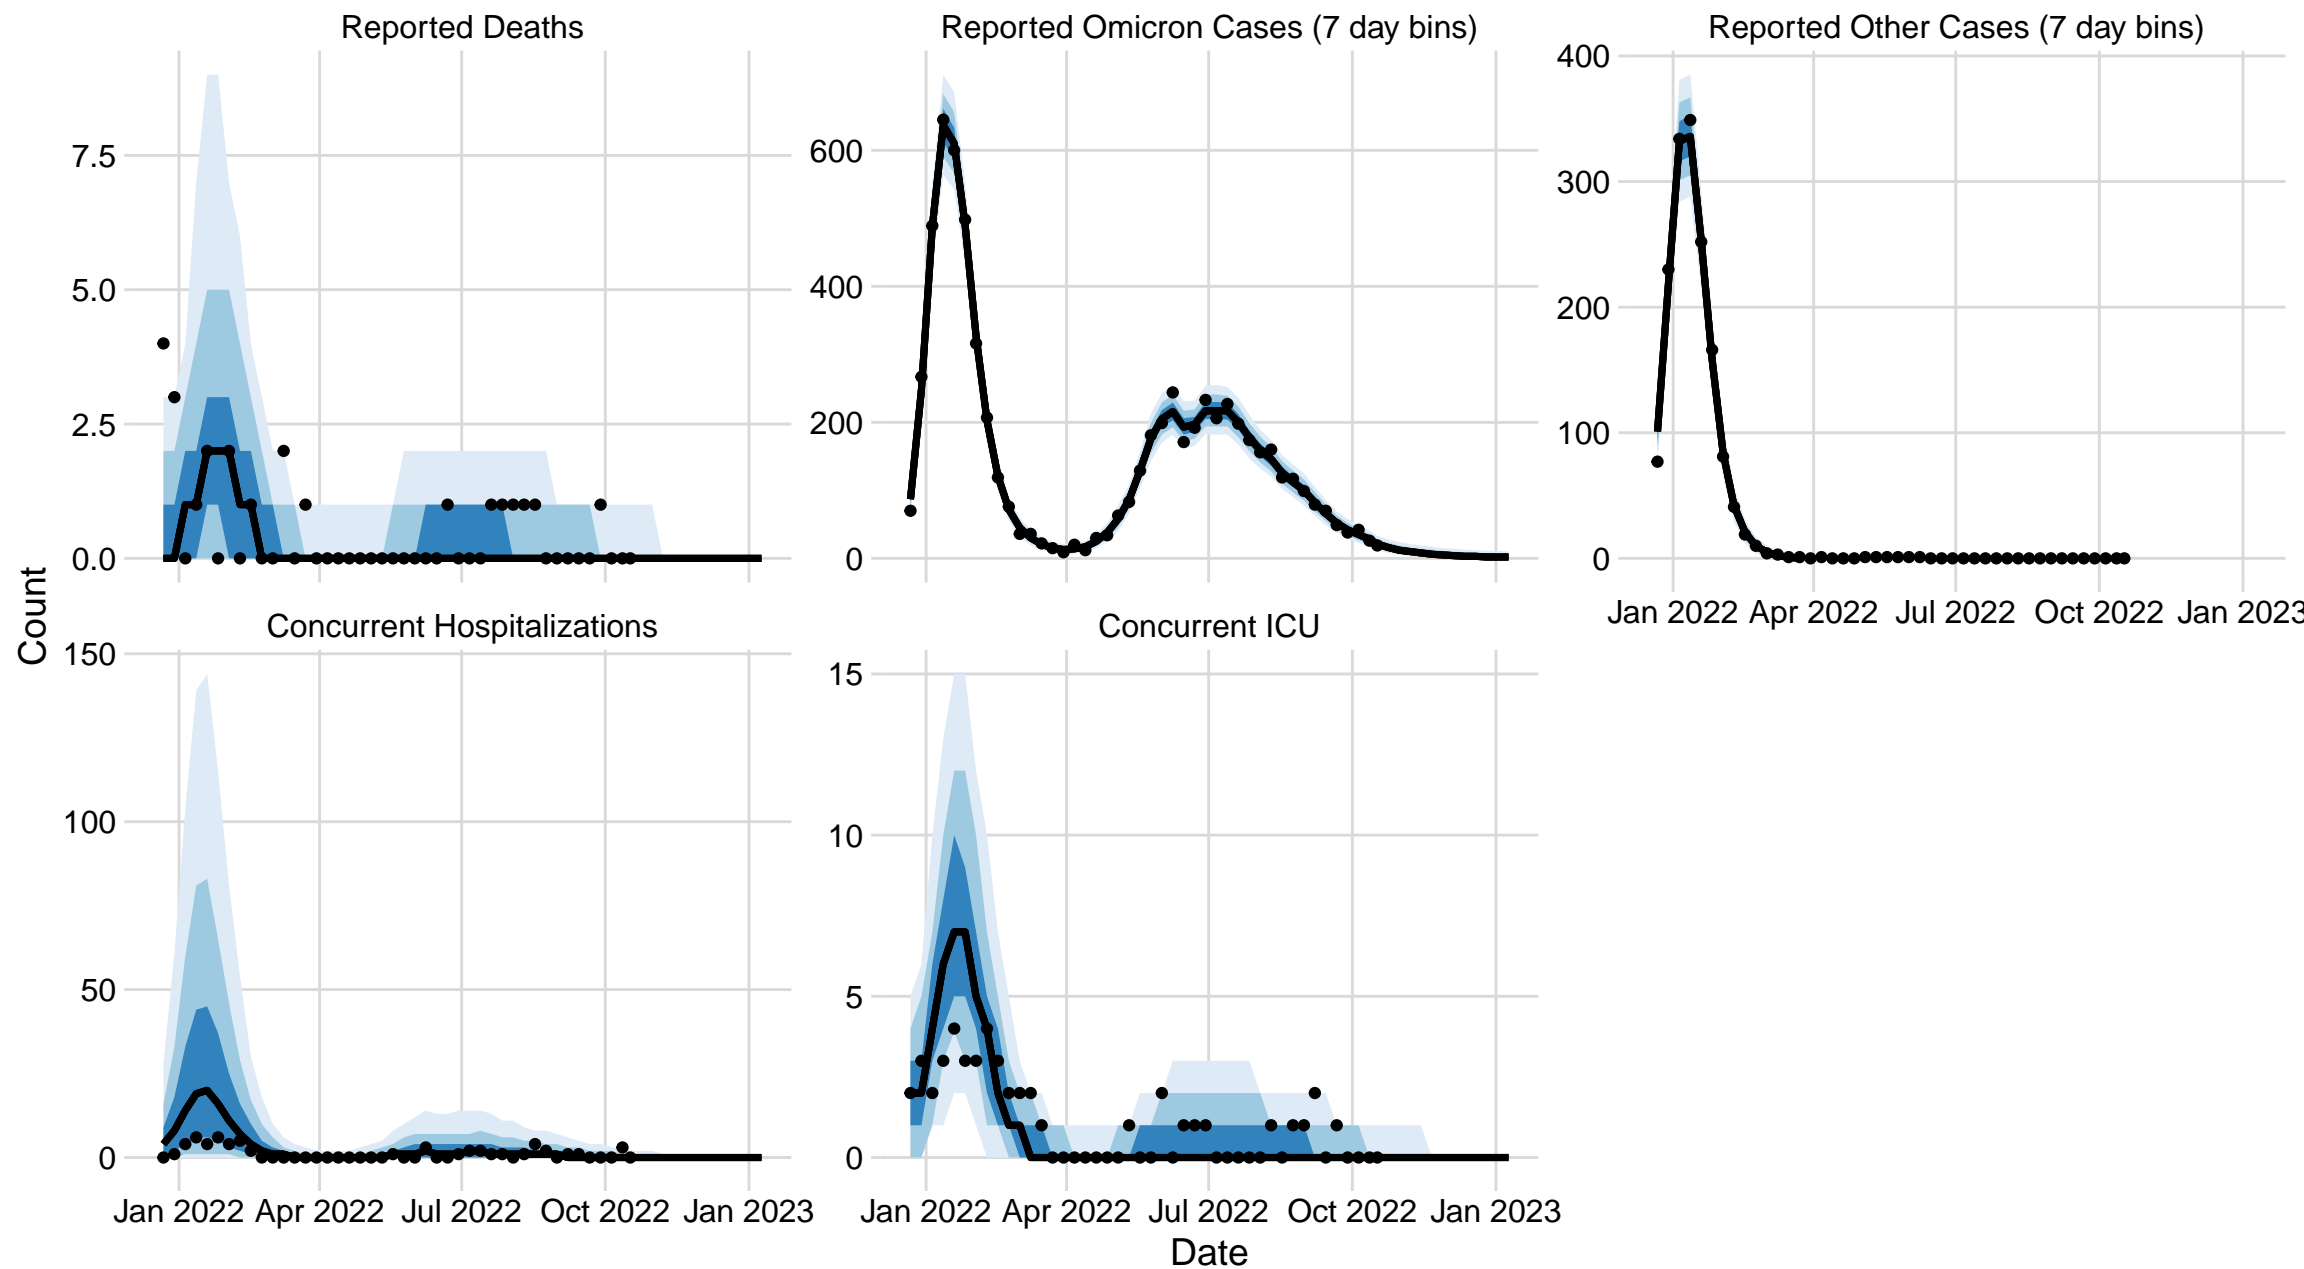 Reported Deaths
Reported Omicron Cases (7 day bins)
Reported Other Cases (7 day bins)
7.5
5.0
2.5
0.0
600
400
200
0
400
300
200
100
0
Jan 2022 Apr 2022 Jul 2022 Oct 2022 Jan 2023
Count
Concurrent Hospitalizations
Concurrent ICU
150
100
50
0
15
10
5
0
Jan 2022 Apr 2022 Jul 2022 Oct 2022 Jan 2023
Jan 2022 Apr 2022 Jul 2022 Oct 2022 Jan 2023
Date